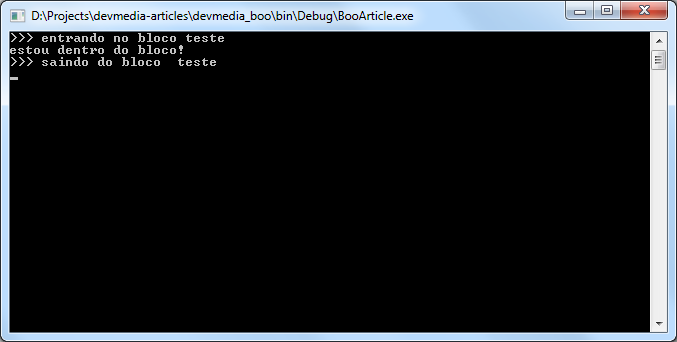 D:\Projects\devmedia-articles\devmedia_boo\bin\Debug\BooArticle.exe
>>> entrando no bloco teste
estou dentro do bloco!
>>> saindo do bloco  teste